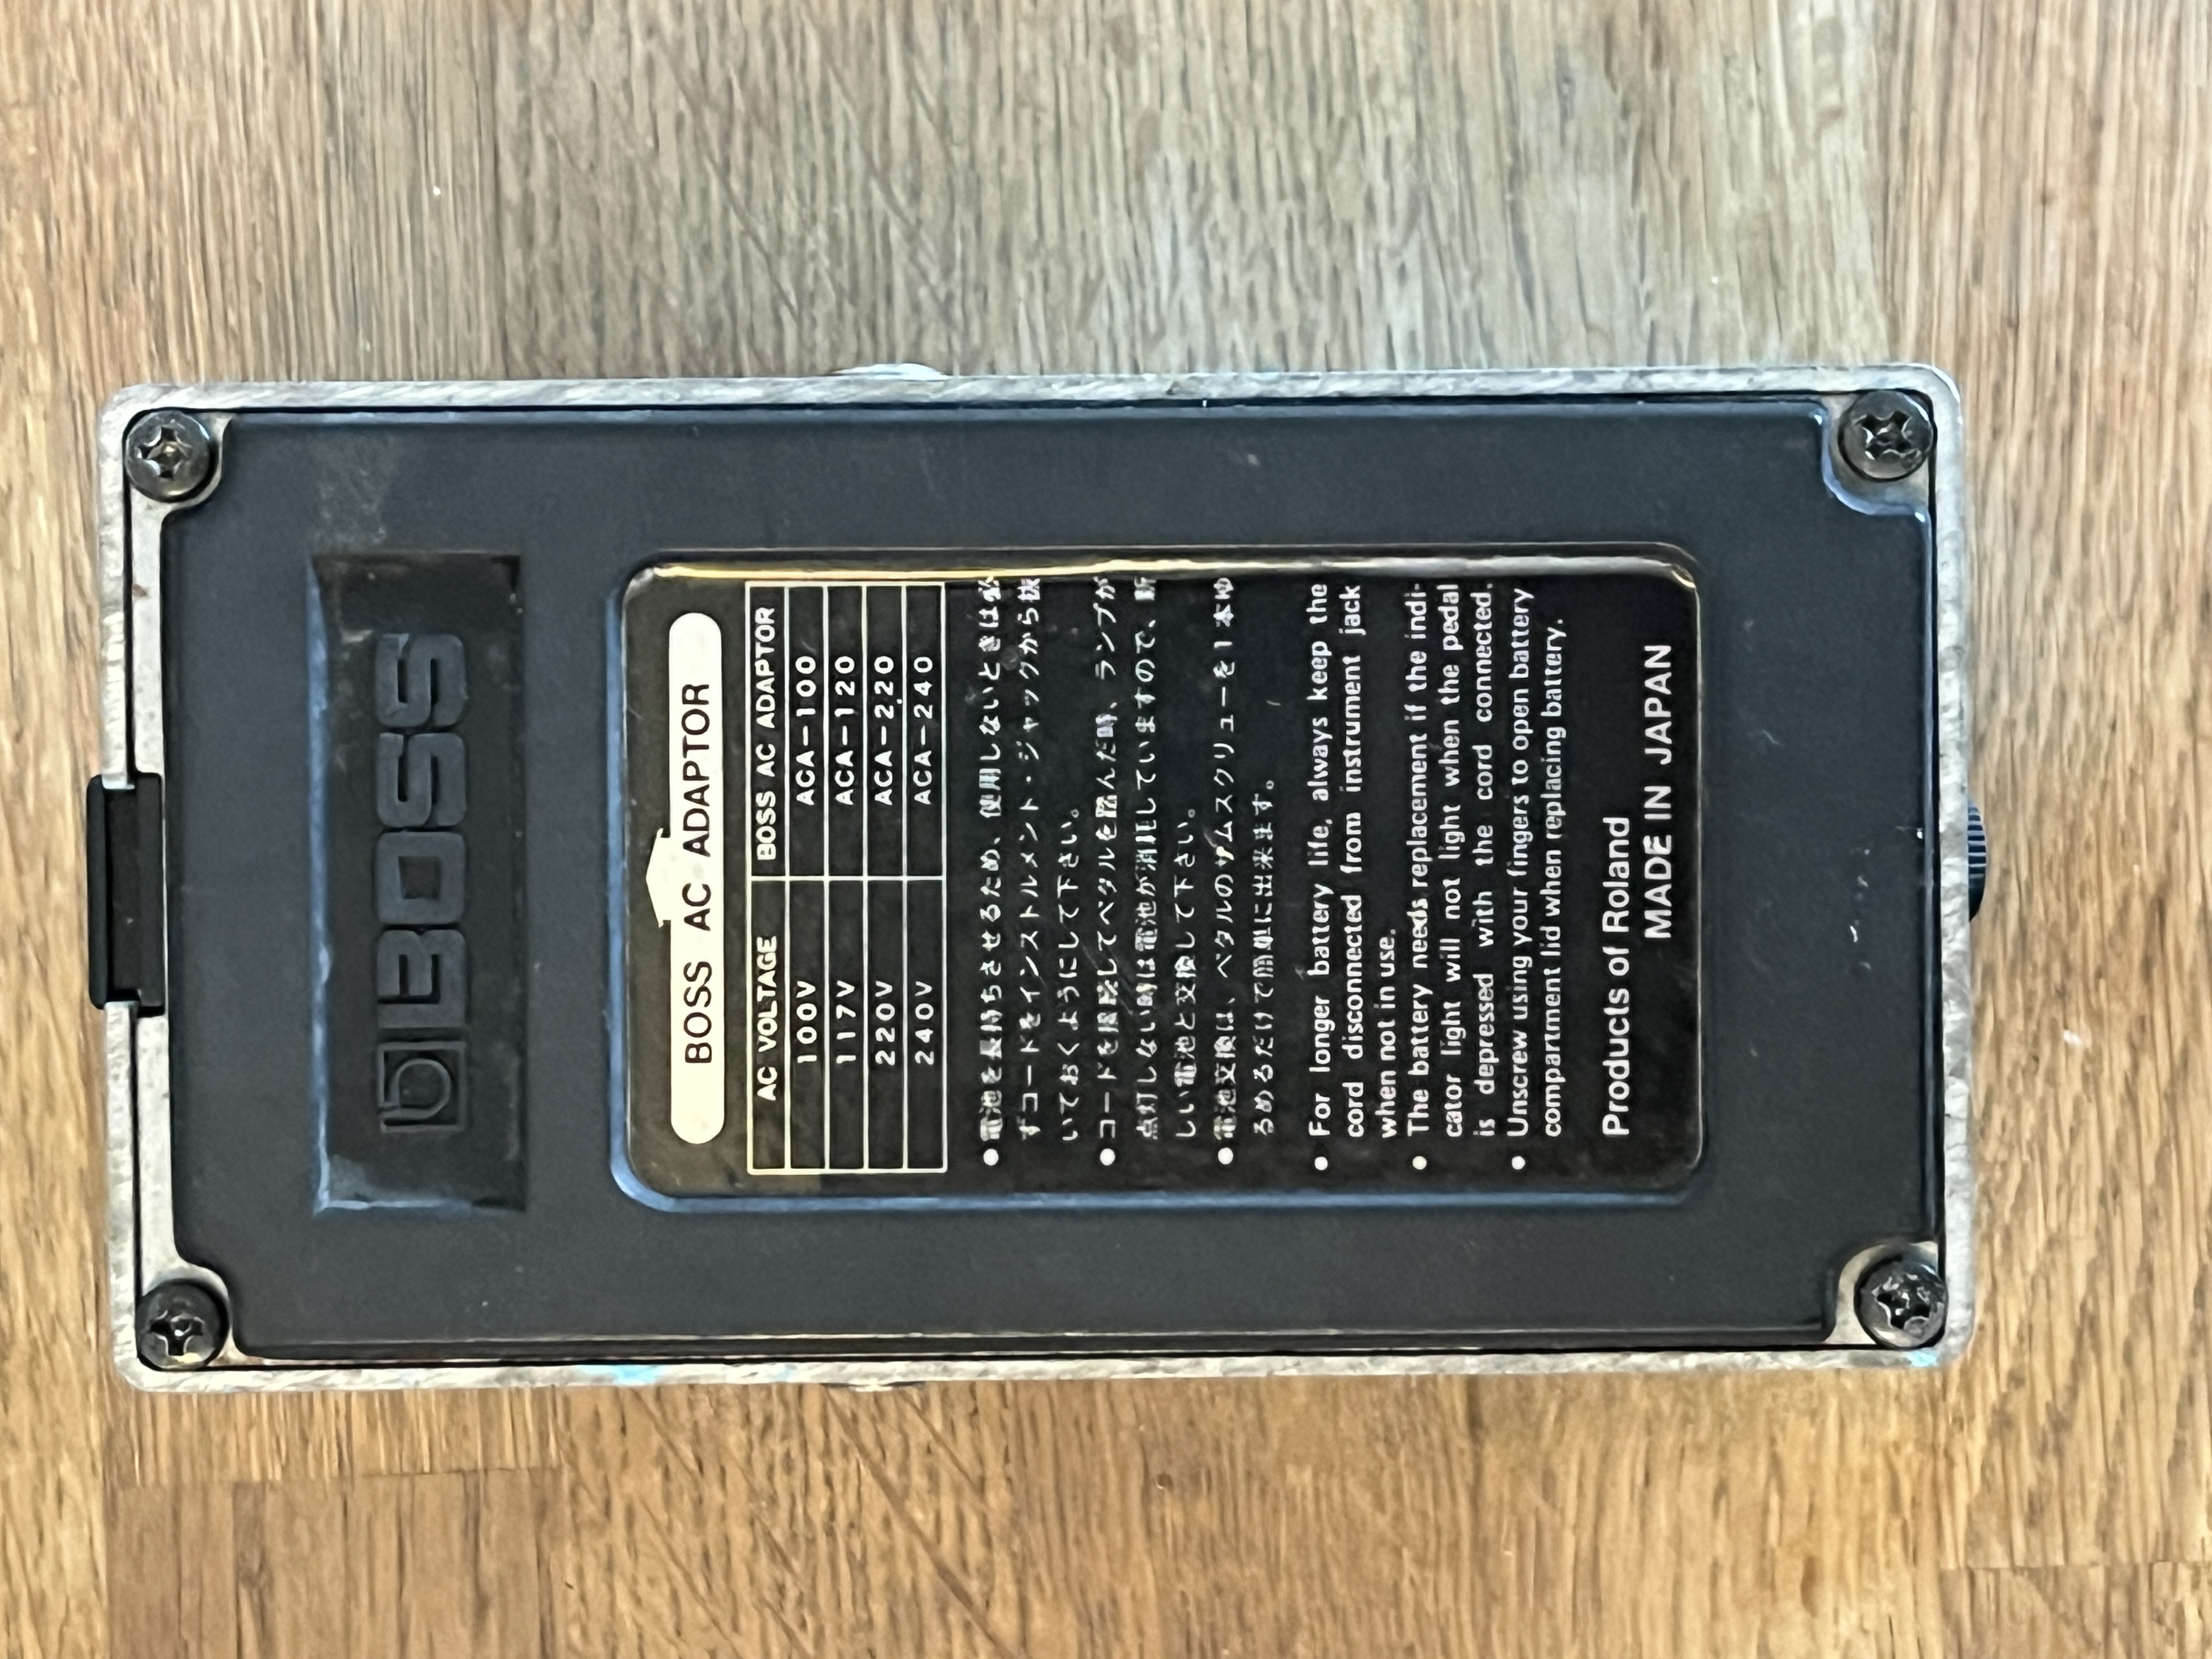 BOSS
BOSS AC ADAPTOR
AC VOLTAGE BOSS AC ADAPTOR
100V ACA-100
117V ACA-120
220V ACA-220
240V ACA-240
●電池を長持ちさせるため、使用しないときは必
ずコードをインストルメント・ジャックから抜
いておくようにして下さい。
●コードを接続してペダルを踏んだ時、ランプが
点灯しない時は電池が消耗していますので、新
しい電池と交換して下さい。
●電池交換は、ペダルのサムスクリューを1本ゆ
るめるだけで簡単に出来ます。
● For longer battery life, always keep the
cord disconnected from instrument jack
when not in use.
● The battery needs replacement if the indi-
cator light will not light when the pedal
is depressed with the cord connected.
● Unscrew using your fingers to open battery
compartment lid when replacing battery.
Products of Roland
MADE IN JAPAN